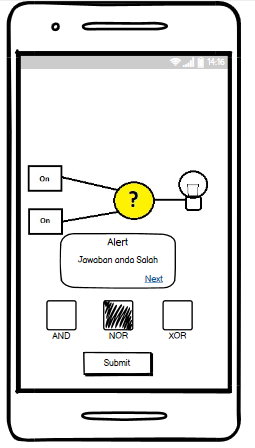 14:16
On
?
On
Alert
Jawaban anda Salah
Next
AND NOR XOR
Submit